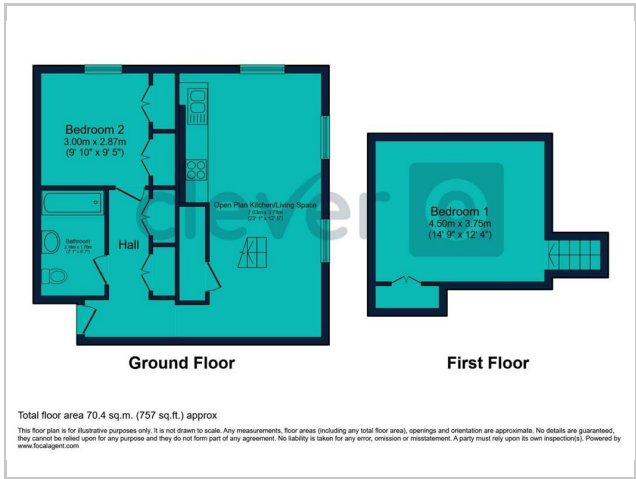 Bedroom 2
3.00m x 2.87m
(9' 10" x 9' 5")
Open Plan Kitchen/Living Space
(23' 1" x 12' 5")
clever
Bathroom
Hall
Bedroom 1
4.50m x 3.75m
(14' 9" x 12' 4")
Ground Floor
First Floor
Total floor area 70.4 sq.m. (757 sq.ft.) approx
This floor plan is for illustrative purposes only. It is not drawn to scale. Any measurements, floor areas (including any total floor area), openings and orientation are approximate. No details are guaranteed,
they cannot be relied upon for any purpose and they do not form part of any agreement. No liability is taken for any error, omission or misstatement. A party must rely upon its own inspection(s). Powered by
www.focalagent.com